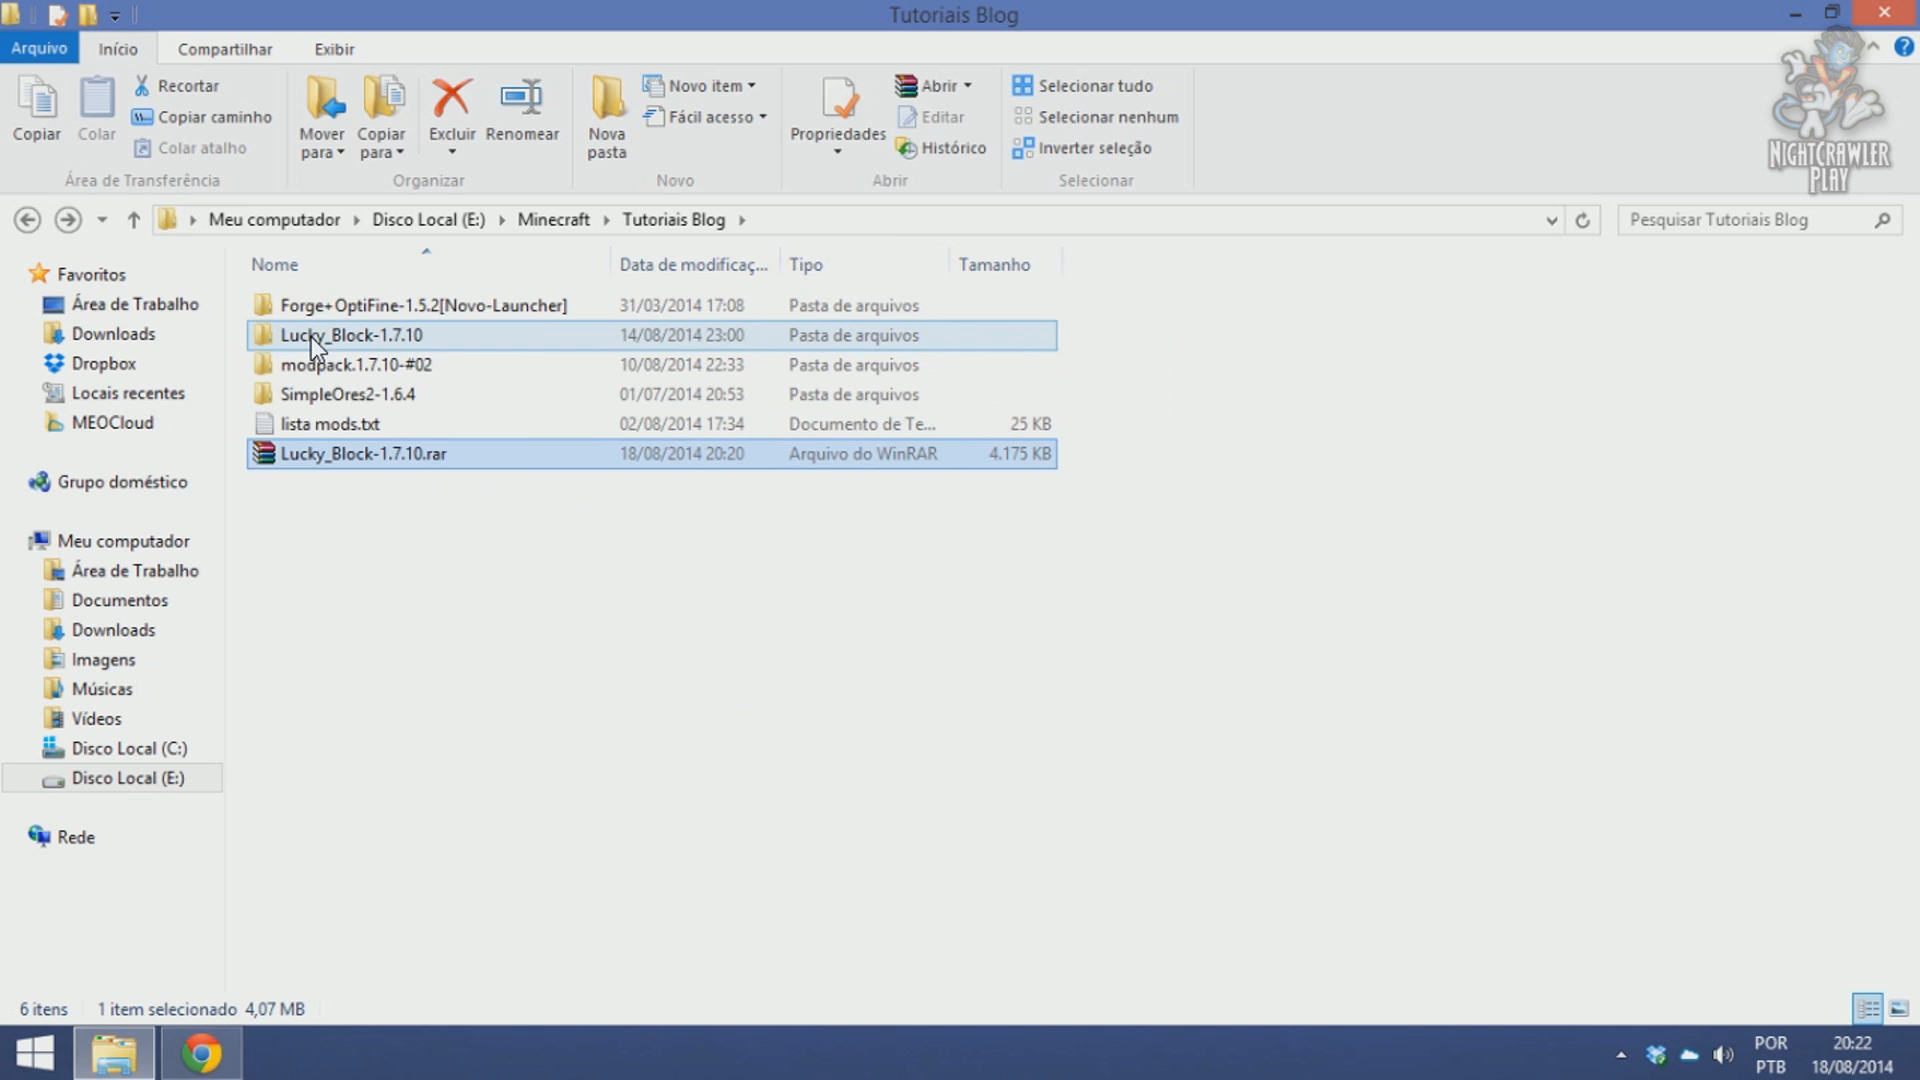 Tutoriais Blog
Arquivo Início Compartilhar Exibir
Copiar
Colar
Recortar
Copiar caminho
Colar atalho
Área de Transferência
Mover para
Copiar para
Excluir
Renomear
Organizar
Nova pasta
Novo item
Fácil acesso
Novo
Propriedades
Abrir
Editar
Histórico
Abrir
Selecionar tudo
Selecionar nenhum
Inverter seleção
Selecionar
NIGHTCRAWLER
PLAY
Meu computador Disco Local (E:) Minecraft Tutoriais Blog
Pesquisar Tutoriais Blog
Favoritos
Área de Trabalho
Downloads
Dropbox
Locais recentes
MEOCloud
Grupo doméstico
Meu computador
Área de Trabalho
Documentos
Downloads
Imagens
Músicas
Vídeos
Disco Local (C:)
Disco Local (E:)
Rede
Nome Data de modificaç... Tipo Tamanho
Forge+OptiFine-1.5.2[Novo-Launcher] 31/03/2014 17:08 Pasta de arquivos
Lucky_Block-1.7.10 14/08/2014 23:00 Pasta de arquivos
modpack.1.7.10-#02 10/08/2014 22:33 Pasta de arquivos
SimpleOres2-1.6.4 01/07/2014 20:53 Pasta de arquivos
lista mods.txt 02/08/2014 17:34 Documento de Te... 25 KB
Lucky_Block-1.7.10.rar 18/08/2014 20:20 Arquivo do WinRAR 4.175 KB
6 itens 1 item selecionado 4,07 MB
POR
PTB
20:22
18/08/2014